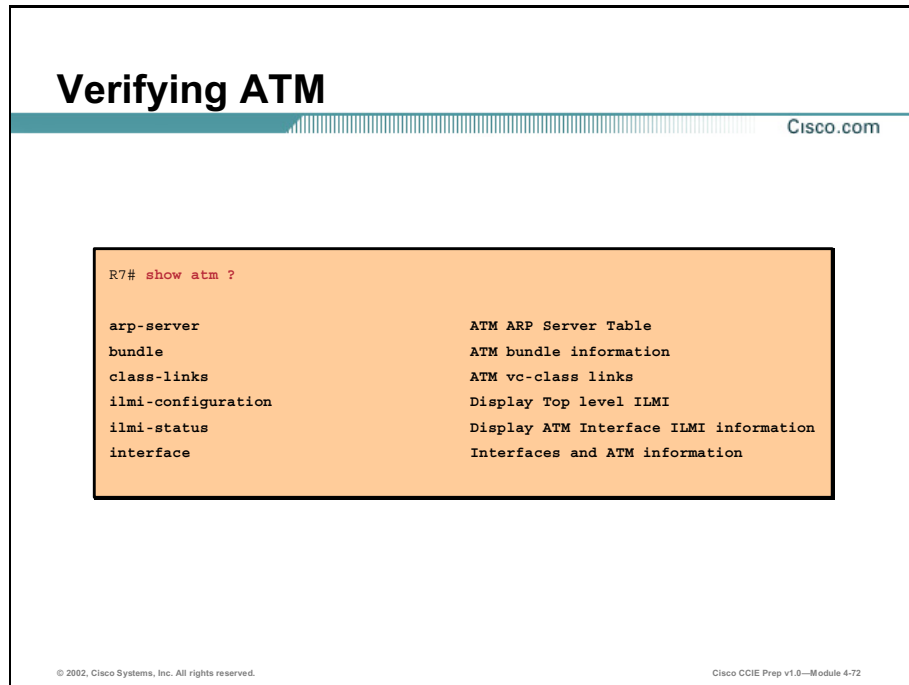 Verifying ATM
Cisco.com
R7# show atm ?
arp-server ATM ARP Server Table
bundle ATM bundle information
class-links ATM vc-class links
ilmi-configuration Display Top level ILMI
ilmi-status Display ATM Interface ILMI information
interface Interfaces and ATM information
© 2002, Cisco Systems, Inc. All rights reserved. Cisco CCIE Prep v1.0—Module 4-72